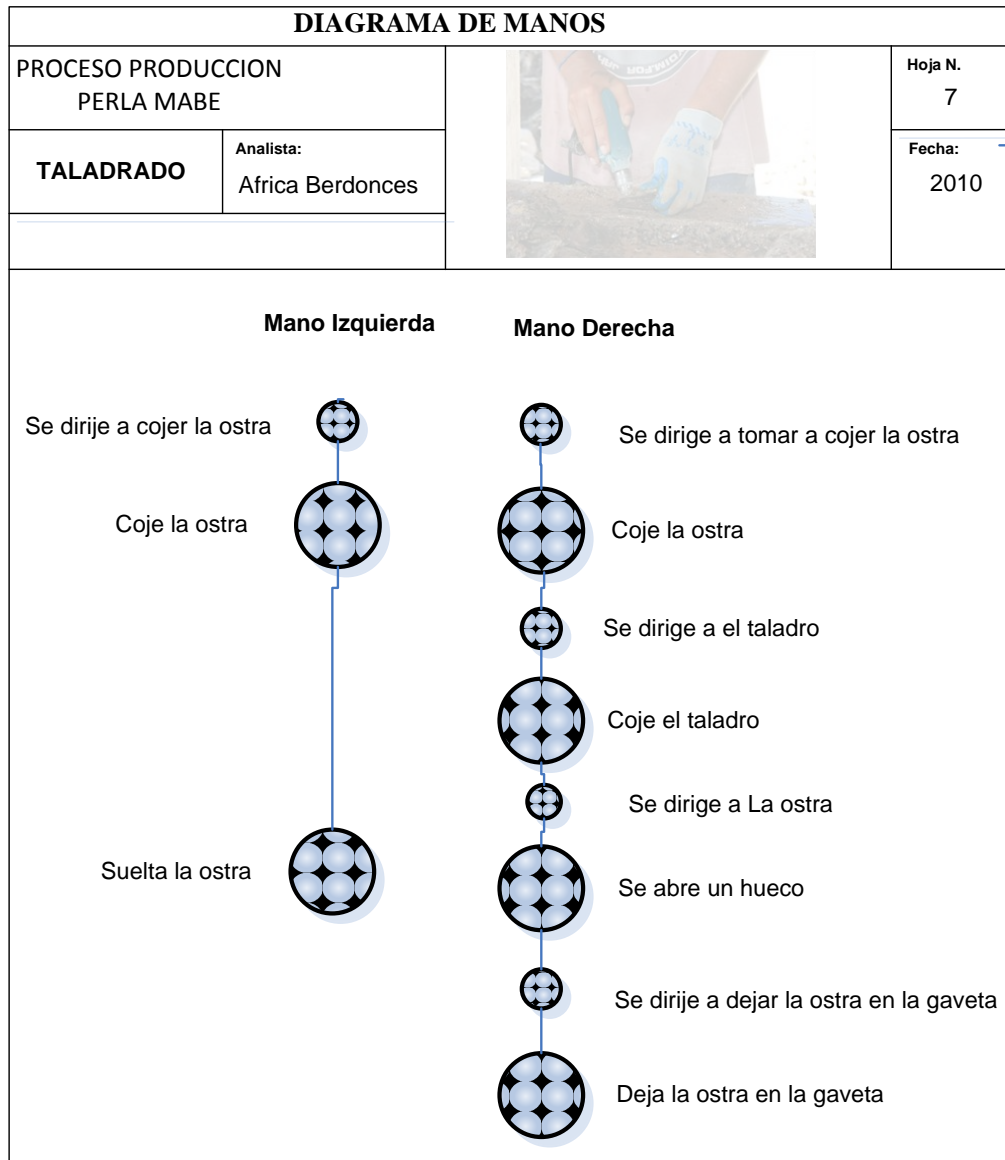 DIAGRAMA DE MANOS
PROCESO PRODUCCION
PERLA MABE
Hoja N.
7
TALADRADO
Analista:
Africa Berdonces
Fecha:
2010
Mano Izquierda
Mano Derecha
Se dirije a cojer la ostra
Se dirige a tomar a cojer la ostra
Coje la ostra
Coje la ostra
Se dirige a el taladro
Coje el taladro
Se dirige a La ostra
Suelta la ostra
Se abre un hueco
Se dirije a dejar la ostra en la gaveta
Deja la ostra en la gaveta